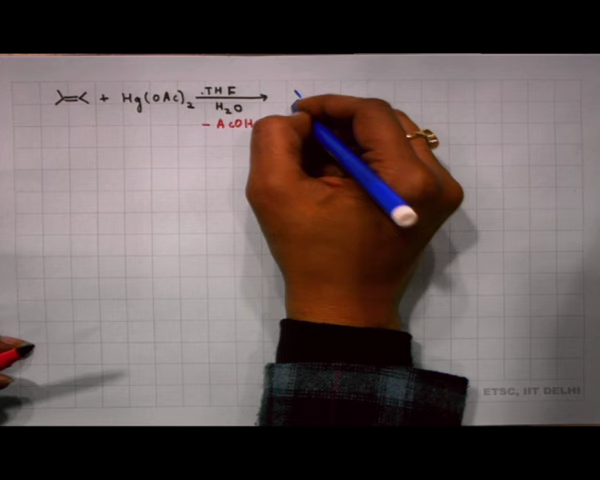 >=< + Hg(OAc)₂ THF
H₂O
- AcOH
ETSC, IIT DELHI